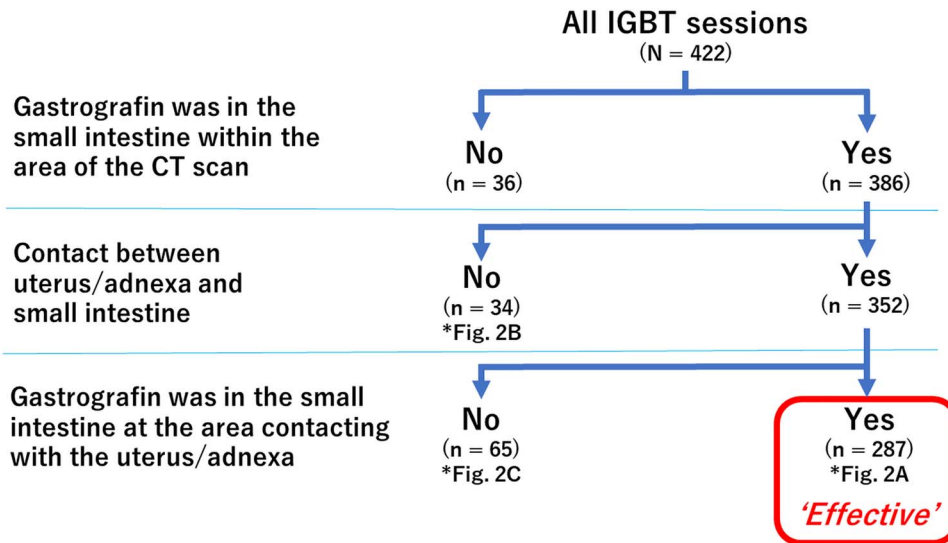 All IGBT sessions
(N = 422)
Gastrografin was in the
small intestine within the
area of the CT scan
No
(n = 36)
Yes
(n = 386)
Contact between
uterus/adnexa and
small intestine
No
(n = 34)
*Fig. 2B
Yes
(n = 352)
Gastrografin was in the small
intestine at the area contacting
with the uterus/adnexa
No
(n = 65)
*Fig. 2C
Yes
(n = 287)
*Fig. 2A
‘Effective’